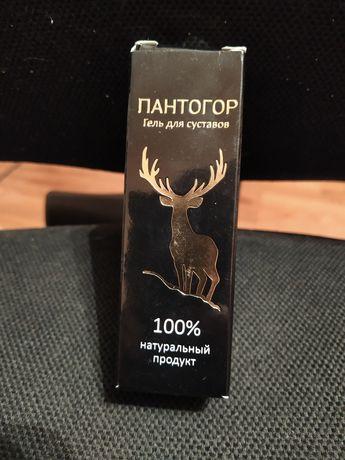 ПАНТОГОР
Гель для суставов
100%
натуральный
продукт